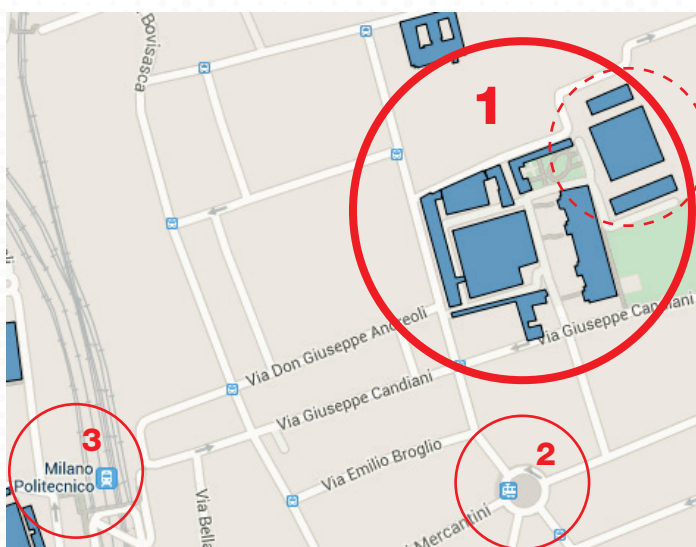 Bovisasca
1
Via Don Giuseppe Andreoli
Via Giuseppe Candiani
Via Giuseppe Candiani
3
Milano
Politecnico
2
Via Emilio Broglio
Via Bella
Mercantini